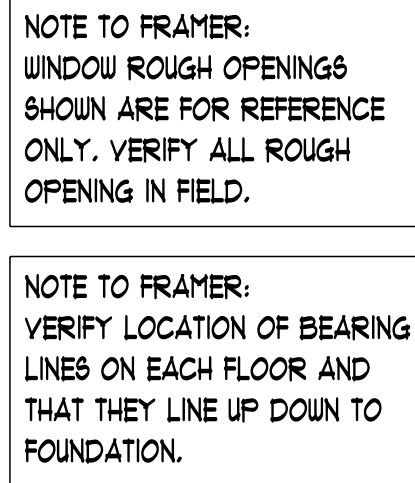 NOTE TO FRAMER:
WINDOW ROUGH OPENINGS
SHOWN ARE FOR REFERENCE
ONLY. VERIFY ALL ROUGH
OPENING IN FIELD.
NOTE TO FRAMER:
VERIFY LOCATION OF BEARING
LINES ON EACH FLOOR AND
THAT THEY LINE UP DOWN TO
FOUNDATION.